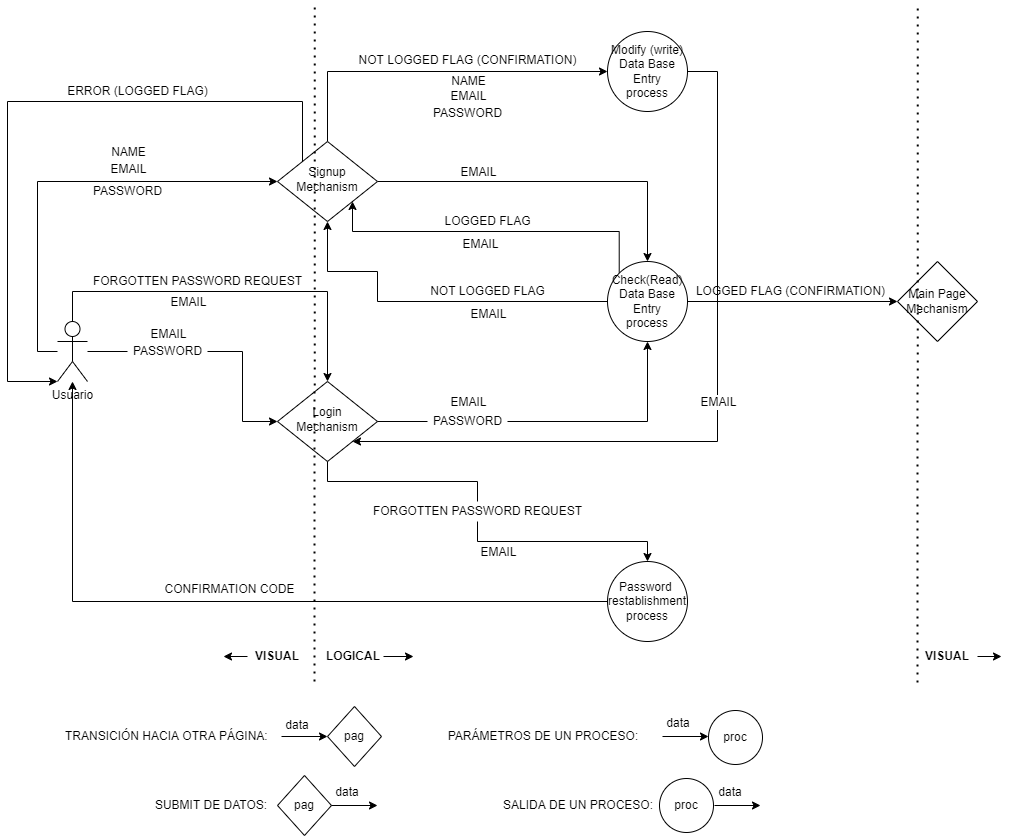 NOT LOGGED FLAG (CONFIRMATION)
NAME
EMAIL
PASSWORD
Modify (write)
Data Base
Entry
process
ERROR (LOGGED FLAG)
NAME
EMAIL
PASSWORD
Signup
Mechanism
EMAIL
LOGGED FLAG
EMAIL
FORGOTTEN PASSWORD REQUEST
EMAIL
NOT LOGGED FLAG
EMAIL
Check(Read)
Data Base
Entry
process
LOGGED FLAG (CONFIRMATION)
Main Page
Mechanism
EMAIL
PASSWORD
Usuario
Login
Mechanism
EMAIL
PASSWORD
EMAIL
FORGOTTEN PASSWORD REQUEST
EMAIL
CONFIRMATION CODE
Password
restablishment
process
VISUAL
LOGICAL
VISUAL
TRANSICIÓN HACIA OTRA PÁGINA:
data
pag
PARÁMETROS DE UN PROCESO:
data
proc
SUBMIT DE DATOS:
pag
data
SALIDA DE UN PROCESO:
proc
data